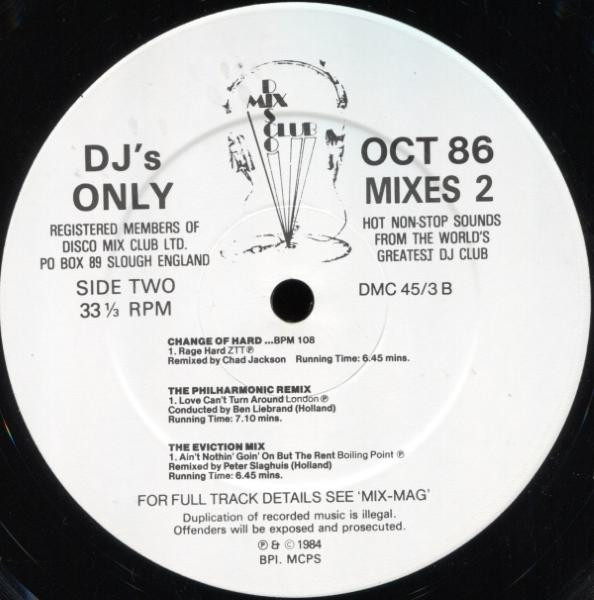 DISCO
MIX
CLUB
DJ's
ONLY
REGISTERED MEMBERS OF
DISCO MIX CLUB LTD.
PO BOX 89 SLOUGH ENGLAND
SIDE TWO
33 ⅓ RPM
OCT 86
MIXES 2
HOT NON-STOP SOUNDS
FROM THE WORLD'S
GREATEST DJ CLUB
DMC 45/3 B
CHANGE OF HARD ...BPM 108
1. Rage Hard ZTT ℗
Remixed by Chad Jackson Running Time: 6.45 mins.
THE PHILHARMONIC REMIX
1. Love Can't Turn Around London ℗
Conducted by Ben Liebrand (Holland)
Running Time: 7.10 mins.
THE EVICTION MIX
1. Ain't Nothin' Goin' On But The Rent Boiling Point ℗
Remixed by Peter Slaghuis (Holland)
Running Time: 6.45 mins.
FOR FULL TRACK DETAILS SEE 'MIX-MAG'
Duplication of recorded music is illegal.
Offenders will be exposed and prosecuted.
℗ & © 1984
BPI. MCPS